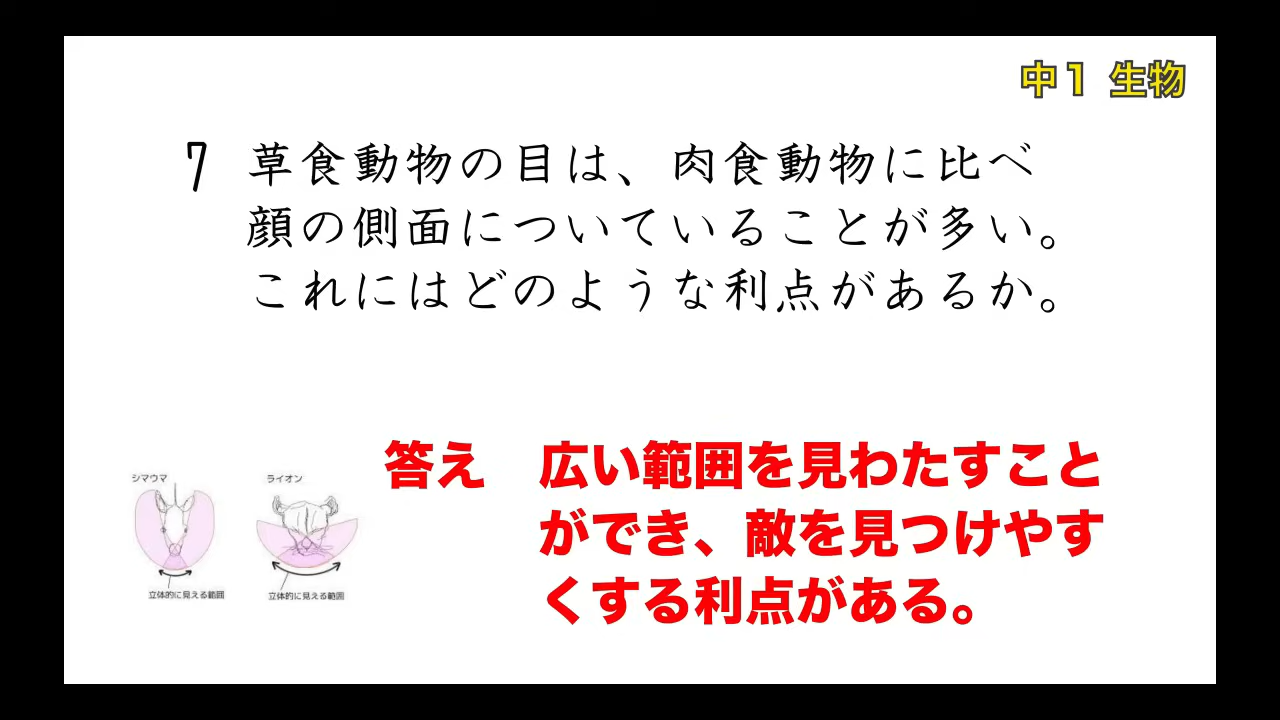 中１ 生物
7 草食動物の目は、肉食動物に比べ
顔の側面についていることが多い。
これにはどのような利点があるか。
答え 広い範囲を見わたすこと
ができ、敵を見つけやす
くする利点がある。
シマウマ
ライオン
立体的に見える範囲
立体的に見える範囲